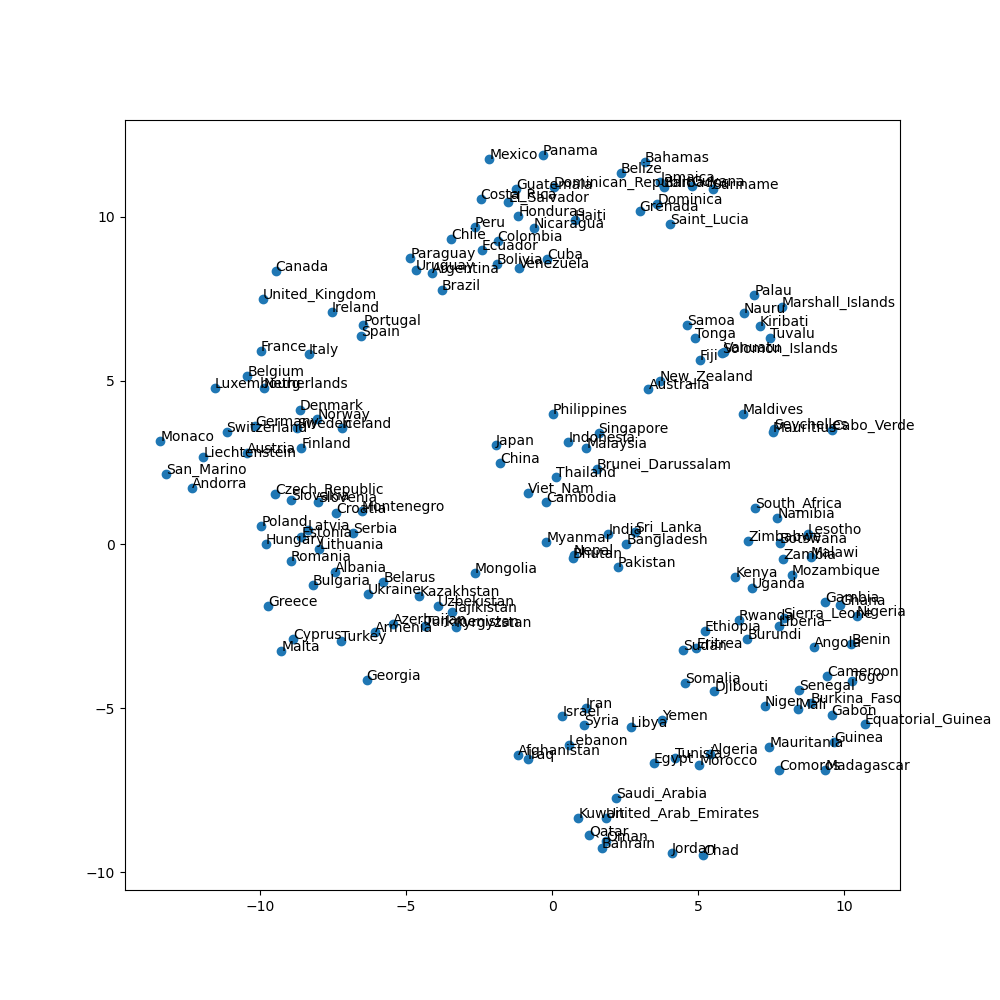 Mexico
Panama
Bahamas
Belize
Jamaica
Guatemala
Dominican_Republic
Barbados
Guyana
Suriname
Costa_Rica
El_Salvador
Dominica
Grenada
Honduras
Haiti
Saint_Lucia
Nicaragua
Peru
Chile
Colombia
Ecuador
Paraguay
Bolivia
Cuba
Venezuela
Uruguay
Argentina
Brazil
Canada
United_Kingdom
Ireland
Portugal
Spain
France
Italy
Belgium
Luxembourg
Netherlands
Palau
Marshall_Islands
Nauru
Samoa
Kiribati
Tonga
Tuvalu
Vanuatu
Solomon_Islands
Fiji
New_Zealand
Australia
Denmark
Norway
Germany
Sweden
Iceland
Switzerland
Monaco
Finland
Austria
Liechtenstein
San_Marino
Andorra
Philippines
Singapore
Indonesia
Malaysia
Japan
China
Brunei_Darussalam
Thailand
Viet_Nam
Cambodia
Maldives
Seychelles
Mauritius
Cabo_Verde
Czech_Republic
Slovakia
Slovenia
Croatia
Montenegro
Poland
Latvia
Estonia
Serbia
Hungary
Lithuania
Romania
Albania
Bulgaria
Belarus
Ukraine
Kazakhstan
Greece
Uzbekistan
Tajikistan
Azerbaijan
Turkmenistan
Kyrgyzstan
Armenia
Cyprus
Turkey
Malta
Georgia
Mongolia
Myanmar
India
Sri_Lanka
Bangladesh
Nepal
Bhutan
Pakistan
South_Africa
Namibia
Zimbabwe
Lesotho
Botswana
Zambia
Malawi
Mozambique
Kenya
Uganda
Gambia
Ghana
Nigeria
Rwanda
Sierra_Leone
Liberia
Ethiopia
Burundi
Sudan
Eritrea
Angola
Benin
Somalia
Djibouti
Cameroon
Togo
Senegal
Niger
Mali
Burkina_Faso
Gabon
Equatorial_Guinea
Guinea
Mauritania
Comoros
Madagascar
Iran
Israel
Syria
Libya
Yemen
Lebanon
Afghanistan
Iraq
Egypt
Tunisia
Algeria
Morocco
Saudi_Arabia
Kuwait
United_Arab_Emirates
Qatar
Oman
Bahrain
Jordan
Chad
10
5
0
−5
−10
−10 −5 0 5 10